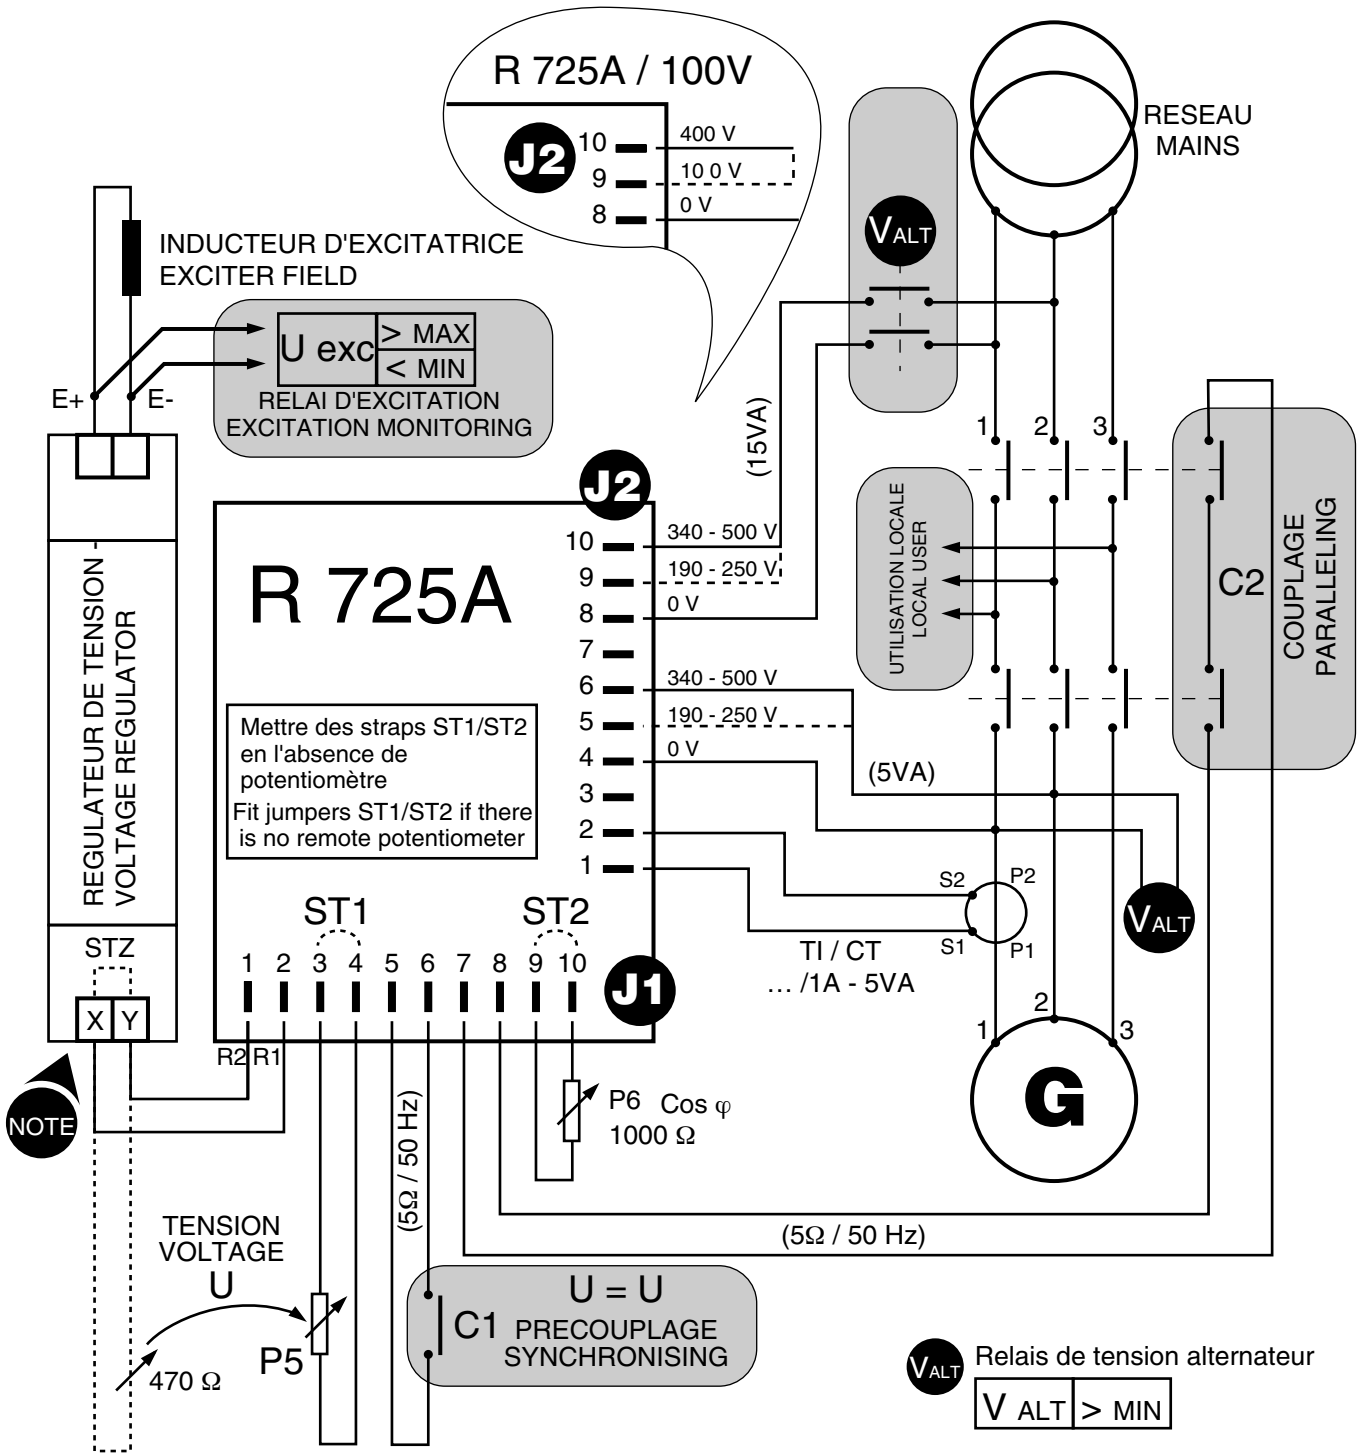 R 725A / 100V
J2
10 400 V
9 10 0 V
8 0 V
RESEAU
MAINS
VALT
INDUCTEUR D'EXCITATRICE
EXCITER FIELD
U exc > MAX
< MIN
RELAI D'EXCITATION
EXCITATION MONITORING
E+ E-
(15VA)
1 2 3
J2
R 725A
10 340 - 500 V
9 190 - 250 V
8 0 V
7
6 340 - 500 V
5 190 - 250 V
4 0 V
3
2
1
UTILISATION LOCALE
LOCAL USER
C2
COUPLAGE
PARALLELING
REGULATEUR DE TENSION
VOLTAGE REGULATOR
Mettre des straps ST1/ST2
en l'absence de
potentiomètre
Fit jumpers ST1/ST2 if there
is no remote potentiometer
(5VA)
S2 P2
S1 P1
VALT
TI / CT
... /1A - 5VA
ST1 ST2
1 2 3 4 5 6 7 8 9 10
J1
STZ
X Y
R2 R1
NOTE
1 2 3
G
P6 Cos φ
1000 Ω
(5Ω / 50 Hz)
(5Ω / 50 Hz)
TENSION
VOLTAGE
U
P5
470 Ω
U = U
C1 PRECOUPLAGE
SYNCHRONISING
VALT Relais de tension alternateur
V ALT > MIN